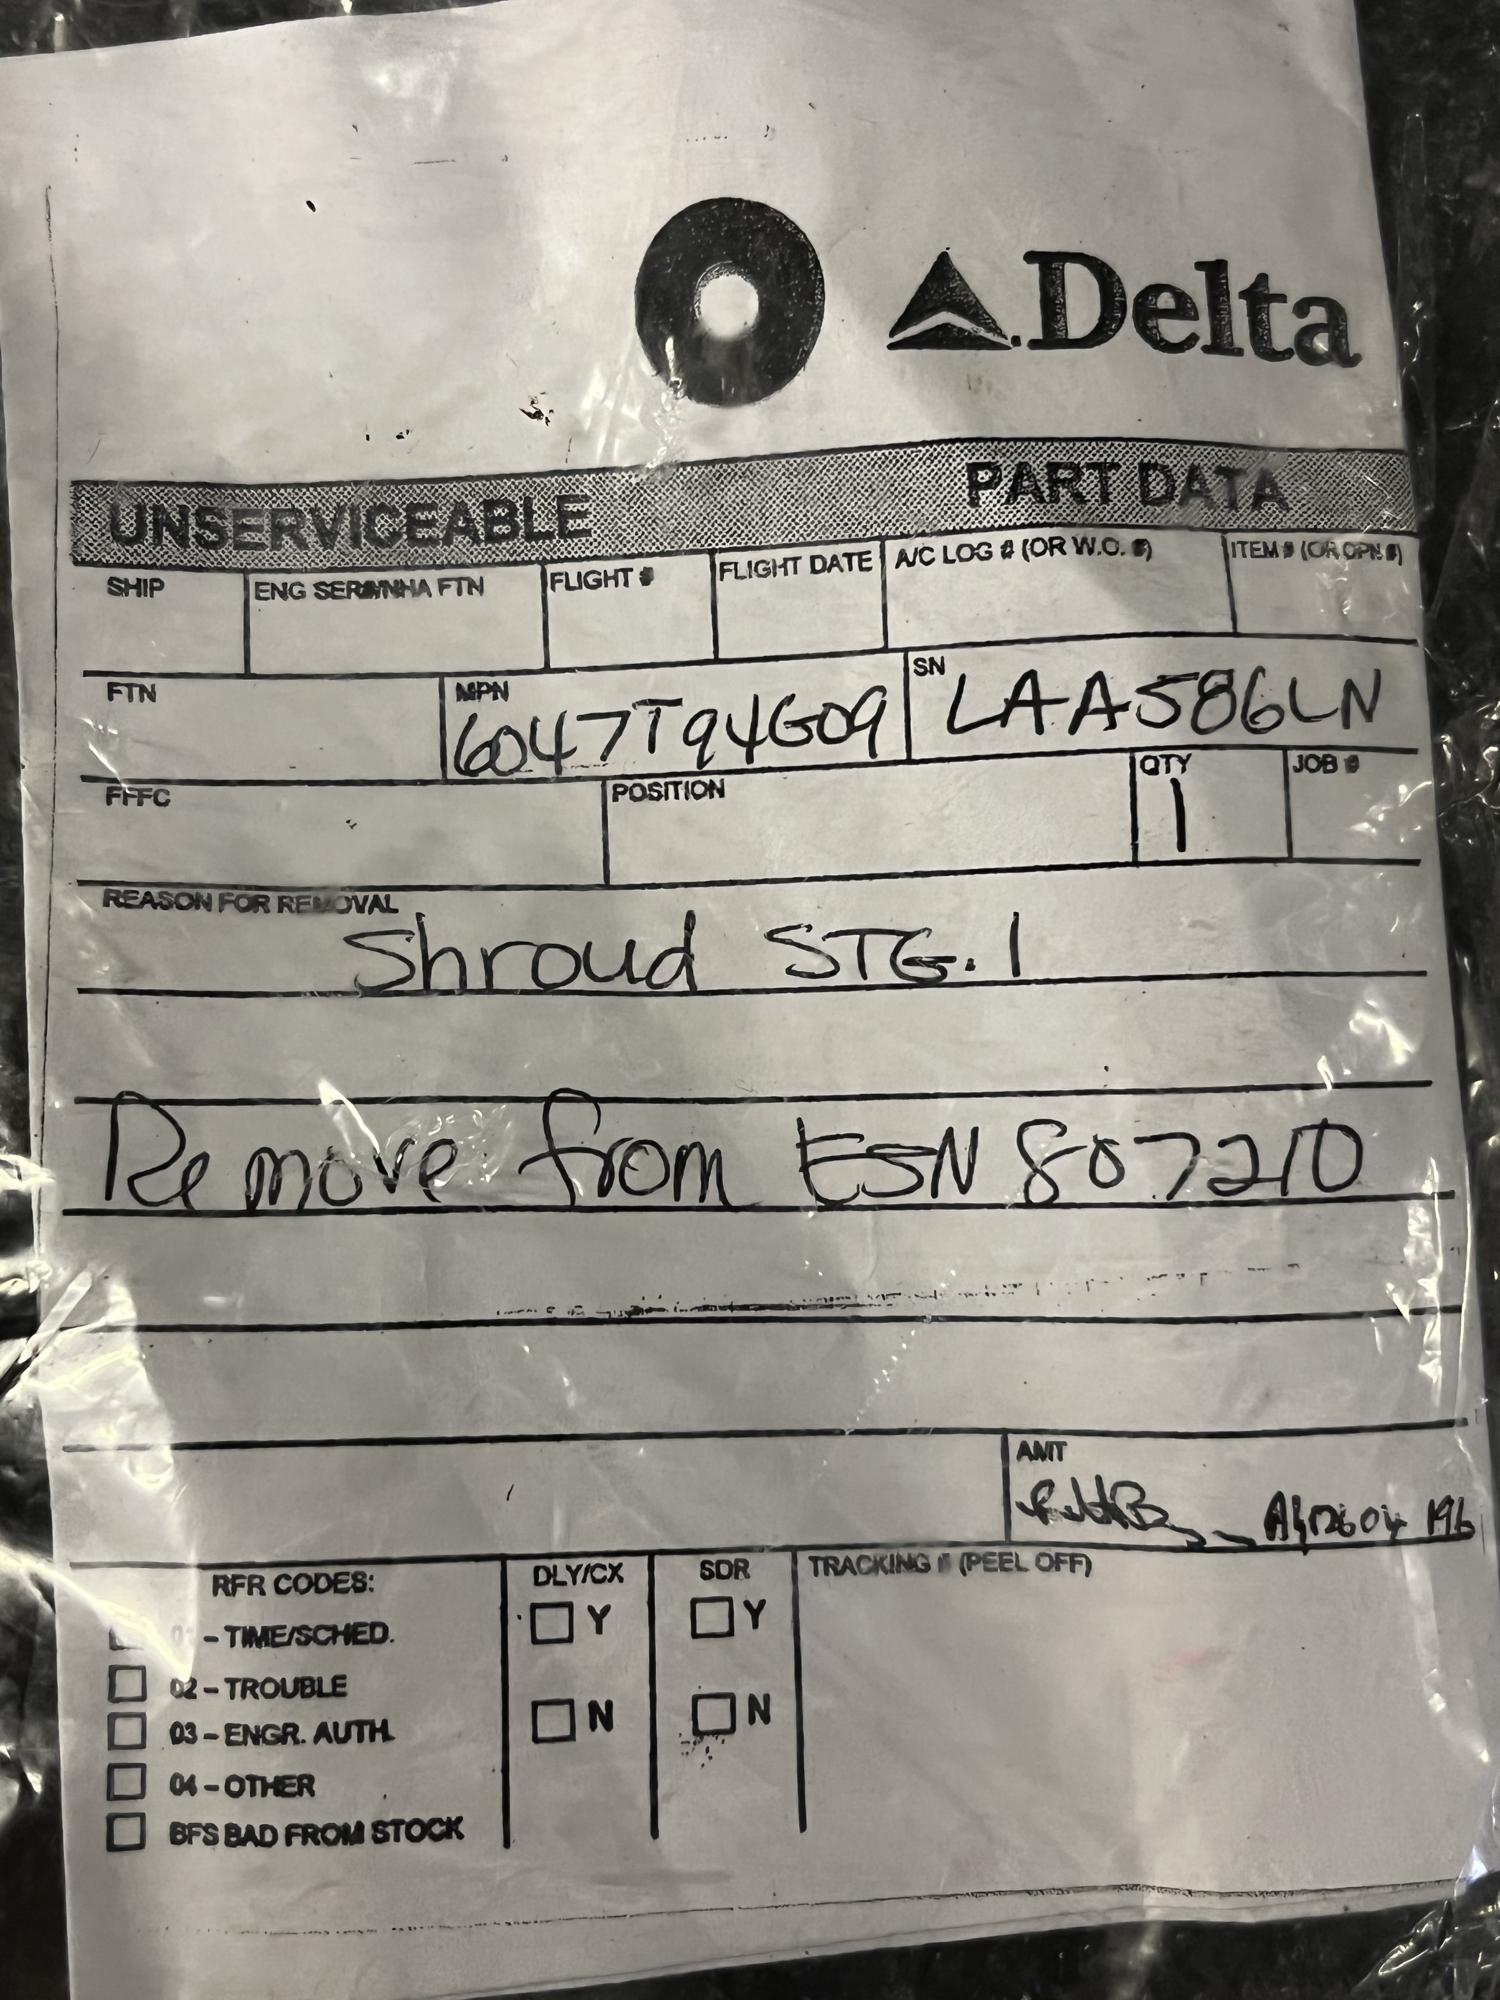 Delta
UNSERVICEABLE PART DATA
SHIP ENG SER#/NHA FTN FLIGHT # FLIGHT DATE A/C LOG # (OR W.O. #) ITEM # (OR OPN #)
FTN MPN SN
6047T94G09 LAA586LN
FFFC POSITION QTY JOB #
1
REASON FOR REMOVAL
Shroud STG. 1
Remove from ESN 807210
AMT
RFR CODES: DLY/CX SDR TRACKING # (PEEL OFF)
01 - TIME/SCHED. Y Y
02 - TROUBLE
03 - ENGR. AUTH. N N
04 - OTHER
BFS BAD FROM STOCK